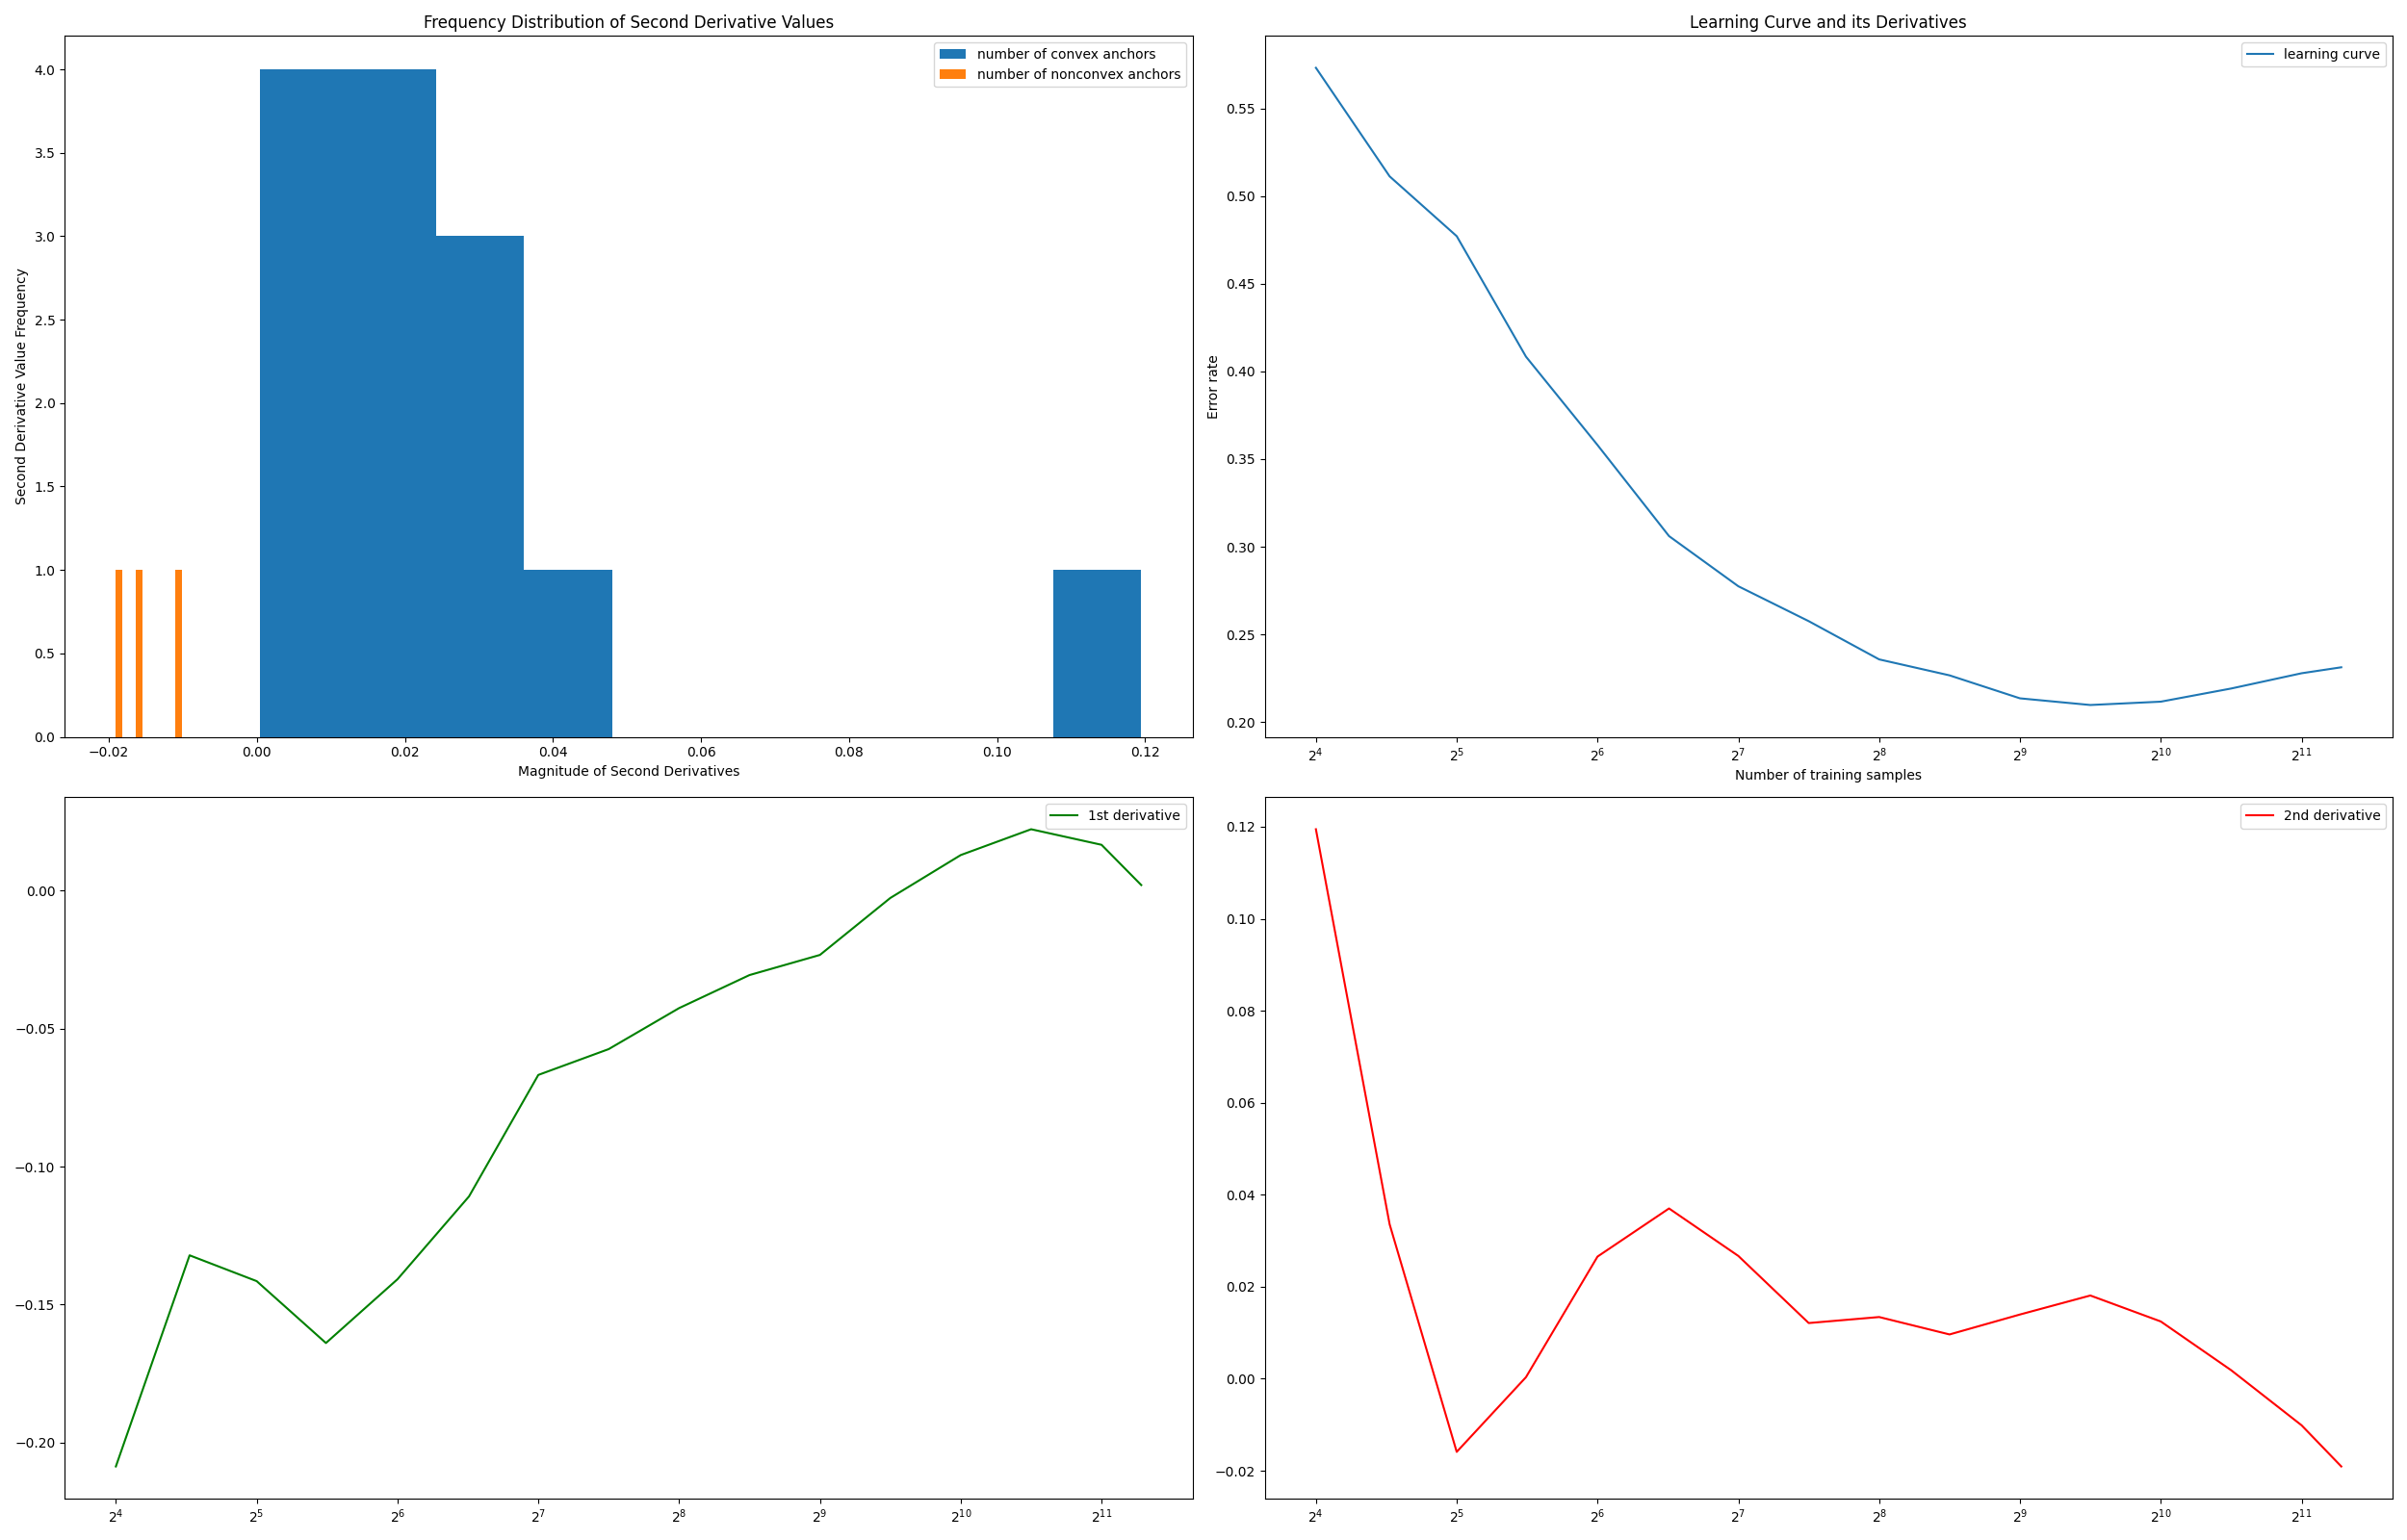 Frequency Distribution of Second Derivative Values
number of convex anchors
number of nonconvex anchors
Second Derivative Value Frequency
4.0
3.5
3.0
2.5
2.0
1.5
1.0
0.5
0.0
−0.02 0.00 0.02 0.04 0.06 0.08 0.10 0.12
Magnitude of Second Derivatives
Learning Curve and its Derivatives
learning curve
Error rate
0.55
0.50
0.45
0.40
0.35
0.30
0.25
0.20
2⁴ 2⁵ 2⁶ 2⁷ 2⁸ 2⁹ 2¹⁰ 2¹¹
Number of training samples
1st derivative
0.00
−0.05
−0.10
−0.15
−0.20
2⁴ 2⁵ 2⁶ 2⁷ 2⁸ 2⁹ 2¹⁰ 2¹¹
2nd derivative
0.12
0.10
0.08
0.06
0.04
0.02
0.00
−0.02
2⁴ 2⁵ 2⁶ 2⁷ 2⁸ 2⁹ 2¹⁰ 2¹¹